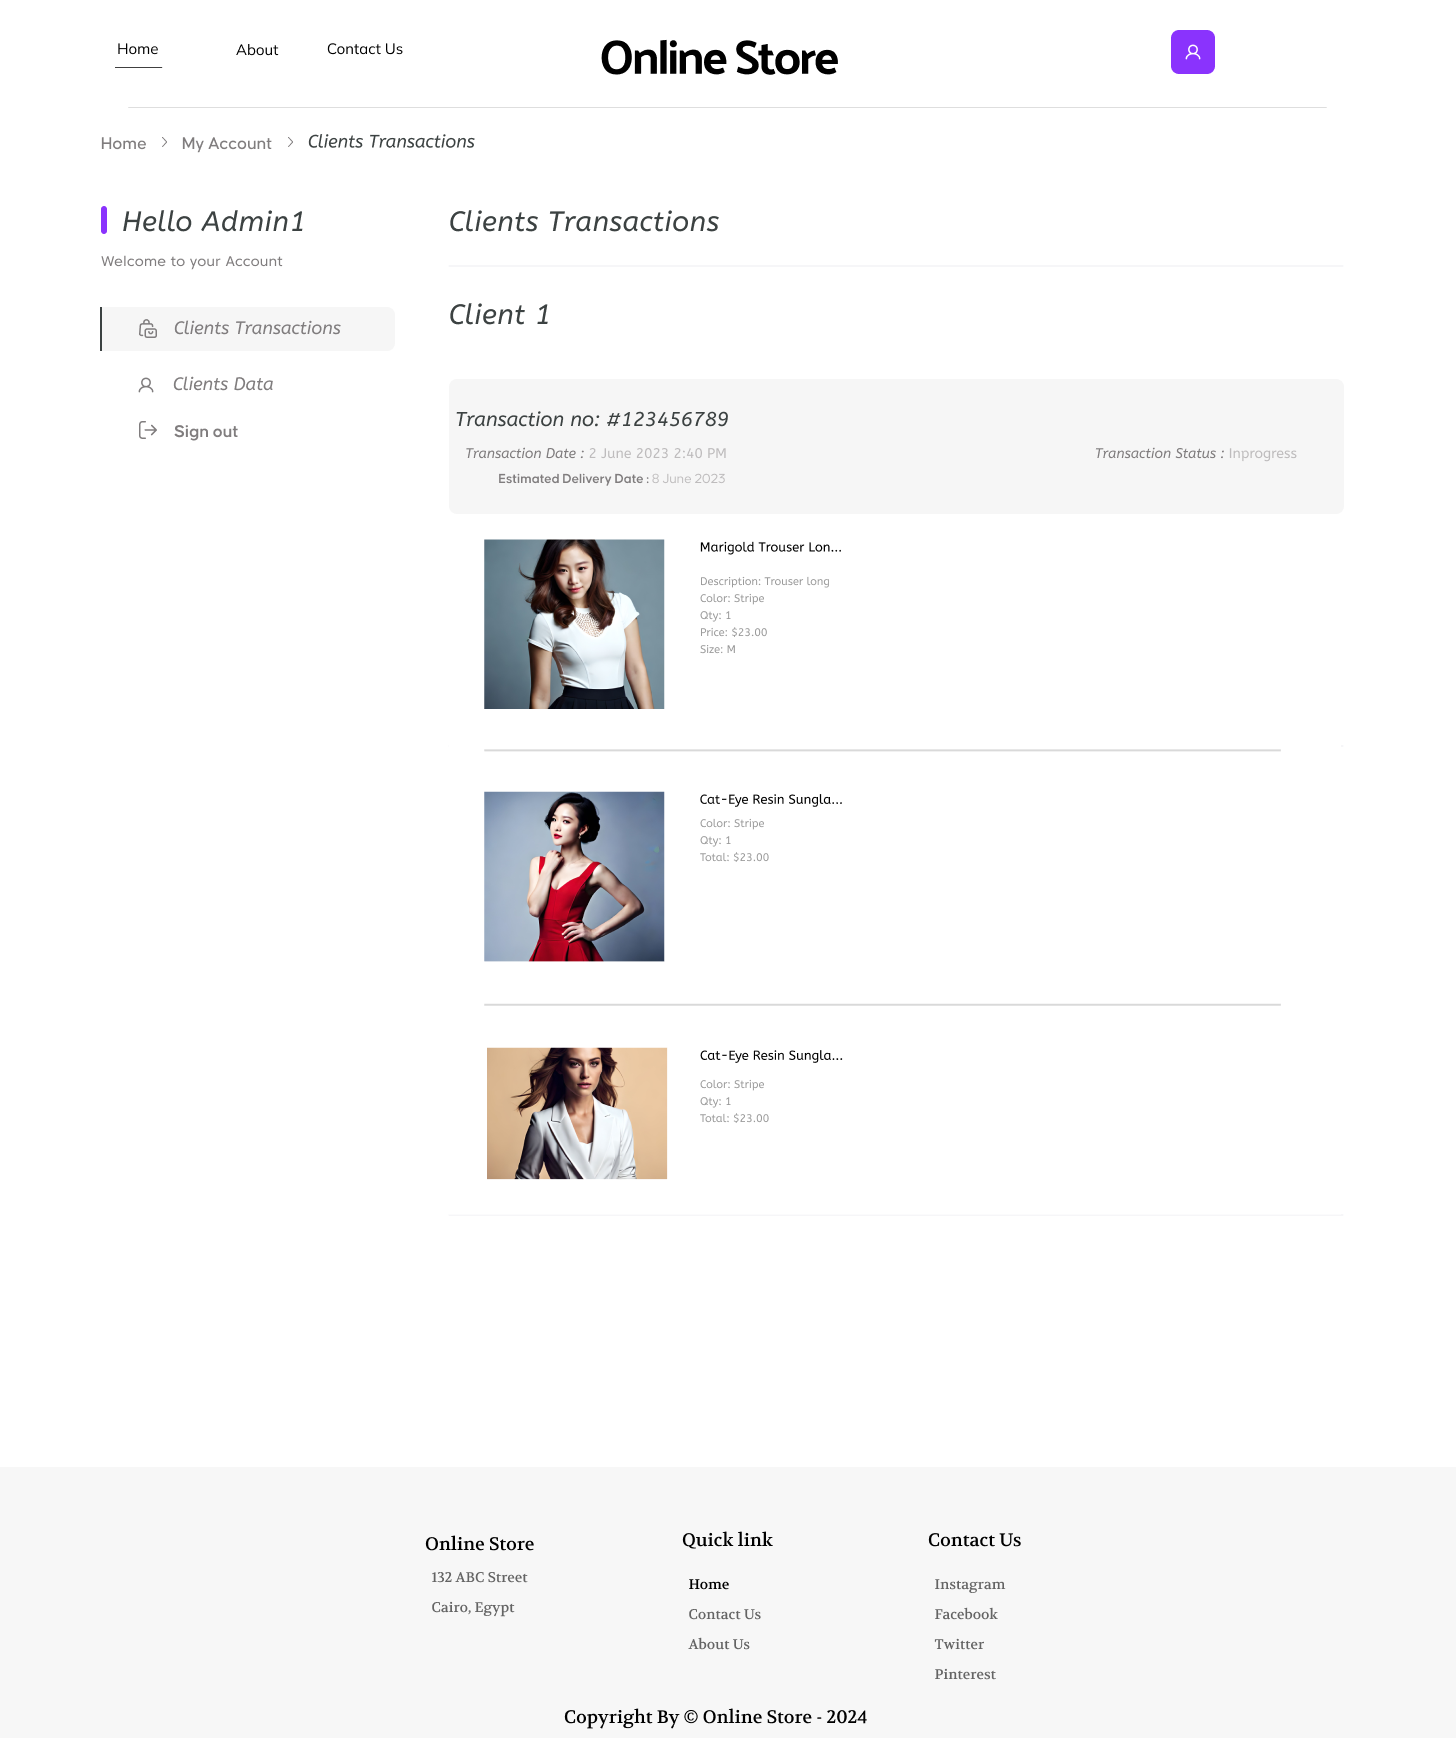 Home
About
Contact Us
Online Store
Home
My Account
Clients Transactions
Hello Admin1
Welcome to your Account
Clients Transactions
Clients Data
Sign out
Clients Transactions
Client 1
Transaction no: #123456789
Transaction Date : 2 June 2023 2:40 PM
Transaction Status : Inprogress
Estimated Delivery Date : 8 June 2023
Marigold Trouser Lon...
Description: Trouser long
Color: Stripe
Qty: 1
Price: $23.00
Size: M
Cat-Eye Resin Sungla...
Color: Stripe
Qty: 1
Total: $23.00
Cat-Eye Resin Sungla...
Color: Stripe
Qty: 1
Total: $23.00
Online Store
132 ABC Street
Cairo, Egypt
Quick link
Home
Contact Us
About Us
Contact Us
Instagram
Facebook
Twitter
Pinterest
Copyright By © Online Store - 2024